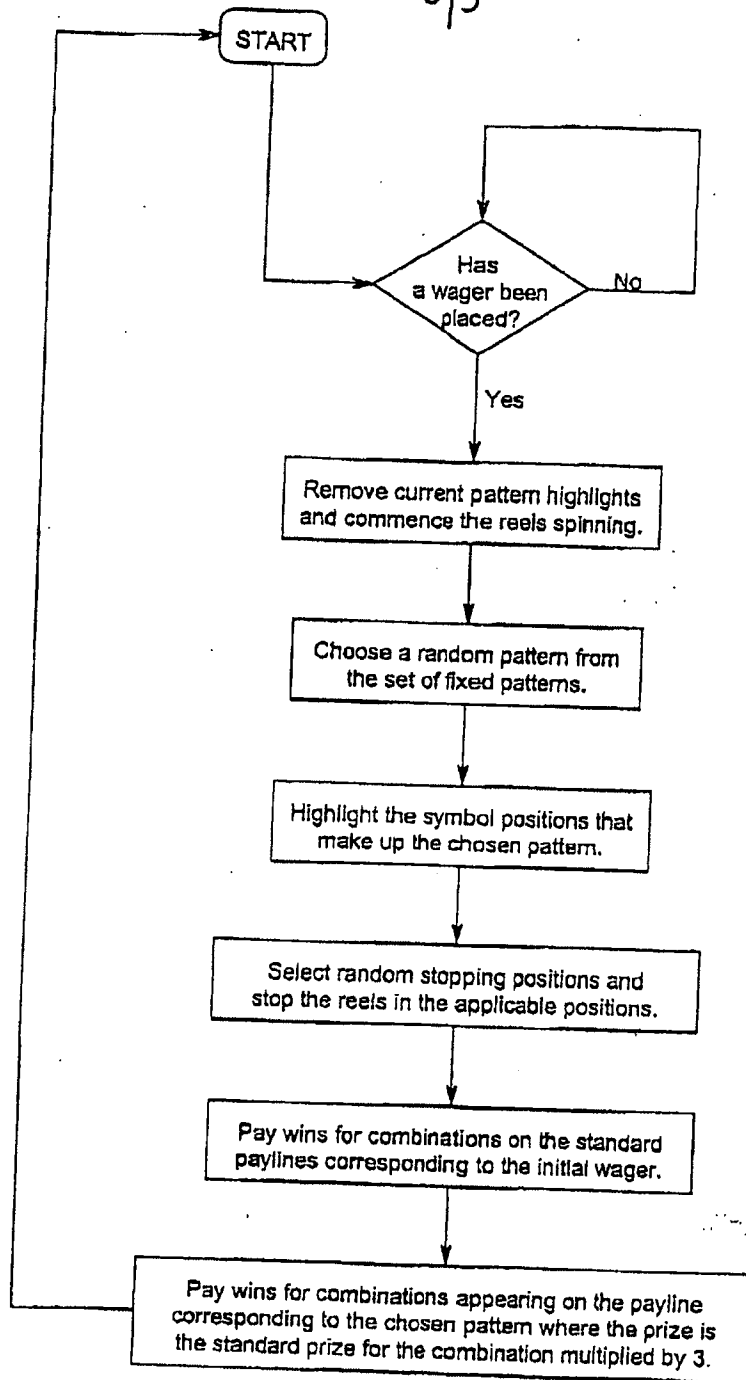 START
Has
a wager been
placed?
No
Yes
Remove current pattern highlights
and commence the reels spinning.
Choose a random pattern from
the set of fixed patterns.
Highlight the symbol positions that
make up the chosen pattern.
Select random stopping positions and
stop the reels in the applicable positions.
Pay wins for combinations on the standard
paylines corresponding to the initial wager.
Pay wins for combinations appearing on the payline
corresponding to the chosen pattern where the prize is
the standard prize for the combination multiplied by 3.